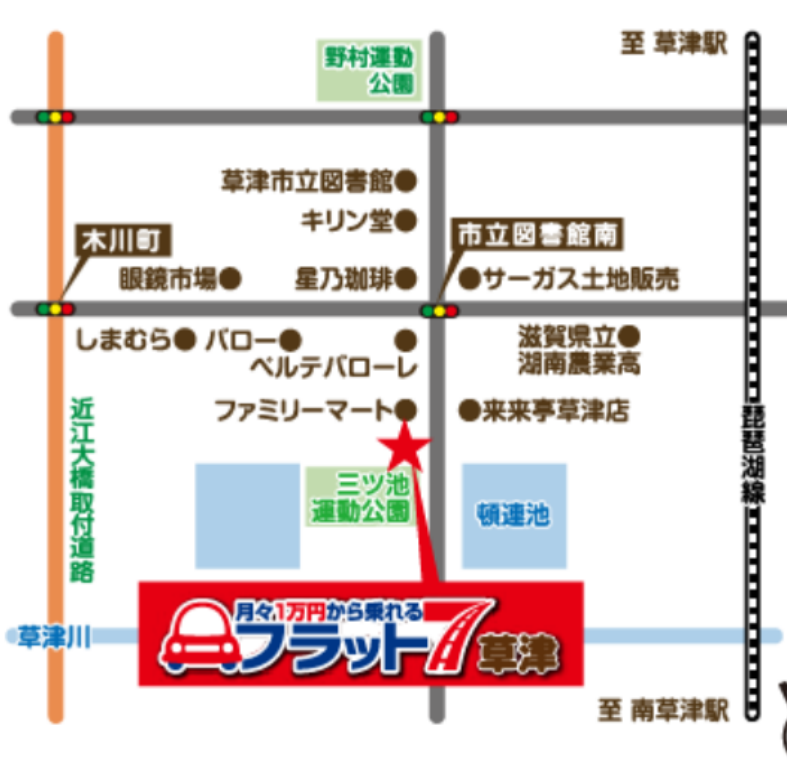 至 草津駅
野村運動
公園
草津市立図書館
キリン堂
木川町
市立図書館南
眼鏡市場
星乃珈琲
サーガス土地販売
しまむら
バロー
ベルテバローレ
滋賀県立
湖南農業高
ファミリーマート
来来亭草津店
近江大橋取付道路
琵琶湖線
三ツ池
運動公園
頓連池
草津川
月々1万円から乗れる
フラット7
草津
至 南草津駅